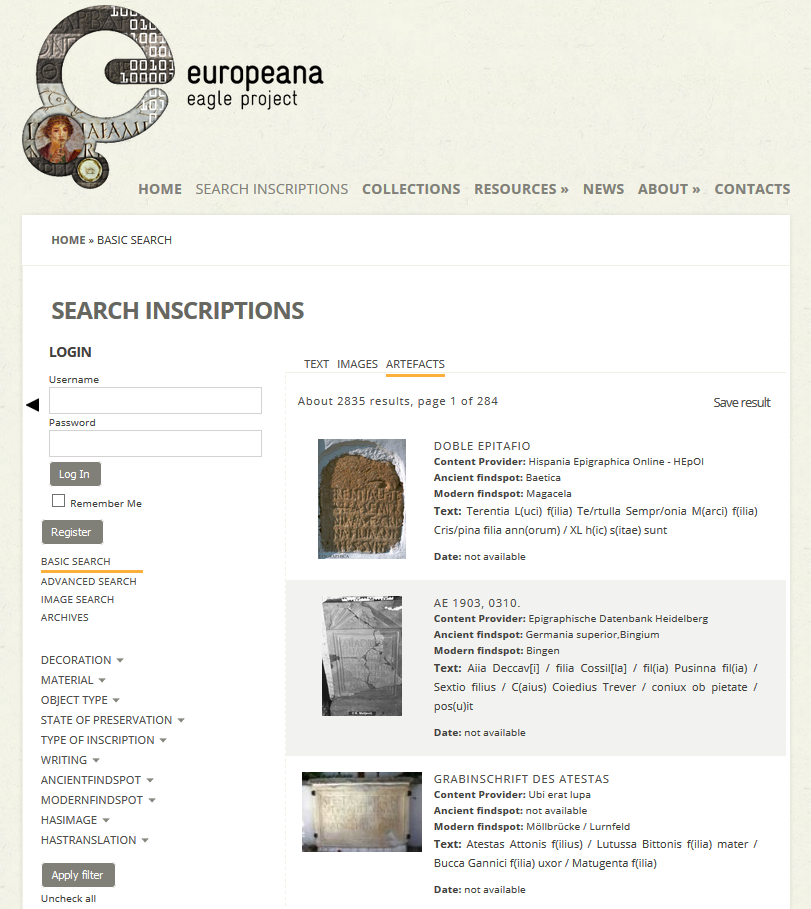 europeana
eagle project
HOME SEARCH INSCRIPTIONS COLLECTIONS RESOURCES » NEWS ABOUT » CONTACTS
HOME » BASIC SEARCH
SEARCH INSCRIPTIONS
LOGIN
Username
Password
Log In
Remember Me
Register
BASIC SEARCH
ADVANCED SEARCH
IMAGE SEARCH
ARCHIVES
DECORATION
MATERIAL
OBJECT TYPE
STATE OF PRESERVATION
TYPE OF INSCRIPTION
WRITING
ANCIENTFINDSPOT
MODERNFINDSPOT
HASIMAGE
HASTRANSLATION
Apply filter
Uncheck all
TEXT IMAGES ARTEFACTS
About 2835 results, page 1 of 284
Save result
DOBLE EPITAFIO
Content Provider: Hispania Epigraphica Online - HEpOl
Ancient findspot: Baetica
Modern findspot: Magacela
Text: Terentia L(uci) f(ilia) Te/rtulla Sempr/onia M(arci) f(ilia)
Cris/pina filia ann(orum) / XL h(ic) s(itae) sunt
Date: not available
AE 1903, 0310.
Content Provider: Epigraphische Datenbank Heidelberg
Ancient findspot: Germania superior,Bingium
Modern findspot: Bingen
Text: Aiia Deccav[i] / filia Cossil[la] / fil(ia) Pusinna fil(ia) /
Sextio filius / C(aius) Coiedius Trever / coniux ob pietate /
pos(u)it
Date: not available
GRABINSCHRIFT DES ATESTAS
Content Provider: Ubi erat lupa
Ancient findspot: not available
Modern findspot: Möllbrücke / Lurnfeld
Text: Atestas Attonis f(ilius) / Lutussa Bittonis f(ilia) mater /
Bucca Gannici f(ilia) uxor / Matugenta f(ilia)
Date: not available